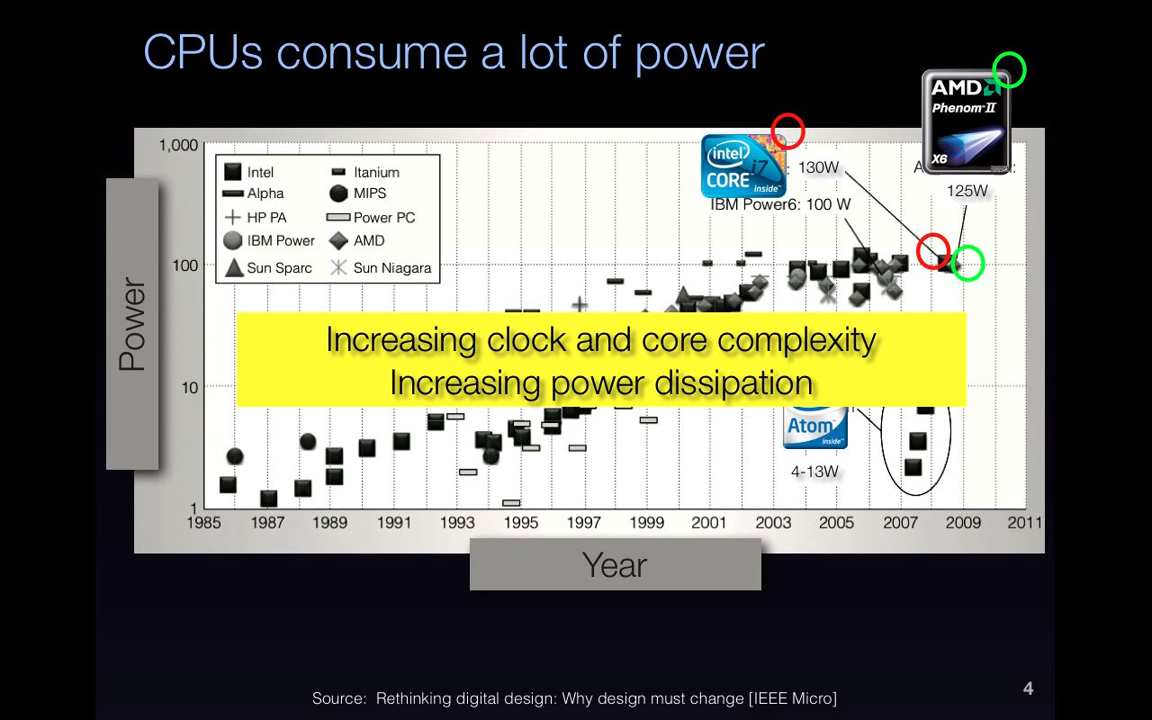 CPUs consume a lot of power
AMD
Phenom II
X6
1,000
Intel
Itanium
Alpha
MIPS
HP PA
Power PC
IBM Power
AMD
Sun Sparc
Sun Niagara
intel
i7
CORE
inside™
: 130W
125W
IBM Power6: 100 W
100
Power
Increasing clock and core complexity
Increasing power dissipation
10
Atom™
inside™
4-13W
1
1985 1987 1989 1991 1993 1995 1997 1999 2001 2003 2005 2007 2009 2011
Year
Source: Rethinking digital design: Why design must change [IEEE Micro]
4